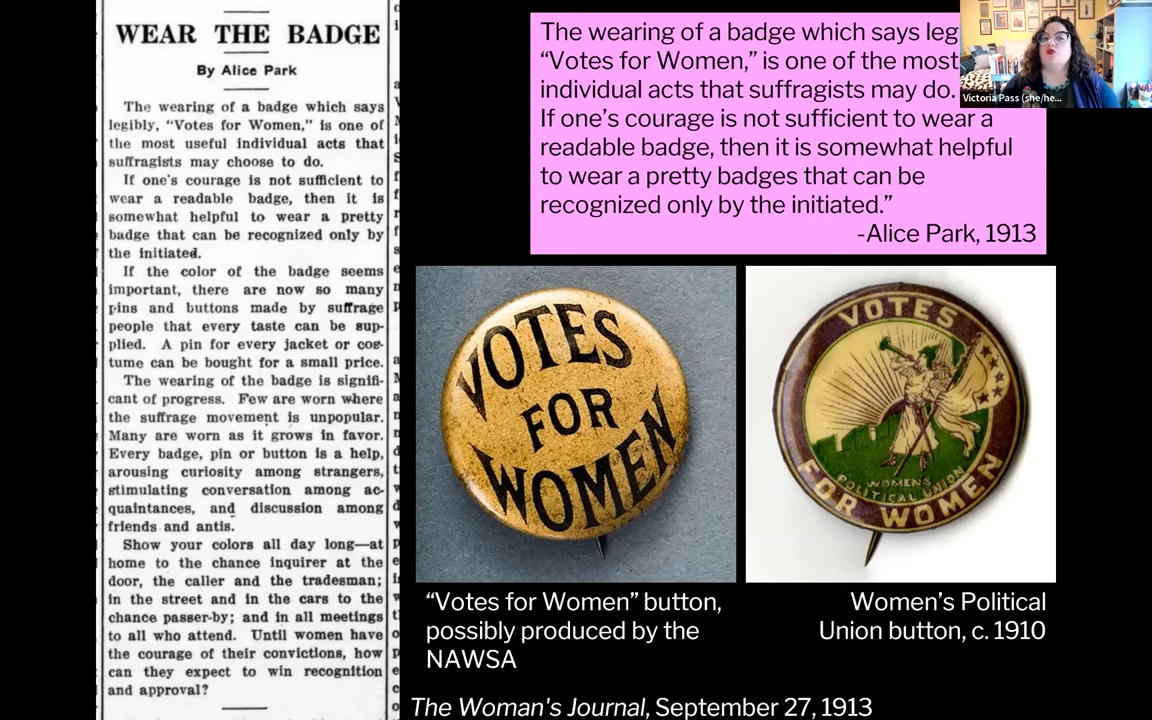 WEAR THE BADGE
By Alice Park
The wearing of a badge which says
legibly, "Votes for Women," is one of
the most useful individual acts that
suffragists may choose to do.
If one's courage is not sufficient to
wear a readable badge, then it is
somewhat helpful to wear a pretty
badge that can be recognized only by
the initiated.
If the color of the badge seems
important, there are now so many
pins and buttons made by suffrage
people that every taste can be sup-
plied. A pin for every jacket or cos-
tume can be bought for a small price.
The wearing of the badge is signifi-
cant of progress. Few are worn where
the suffrage movement is unpopular.
Many are worn as it grows in favor.
Every badge, pin or button is a help,
arousing curiosity among strangers,
stimulating conversation among ac-
quaintances, and discussion among
friends and antis.
Show your colors all day long—at
home to the chance inquirer at the
door, the caller and the tradesman;
in the street and in the cars to the
chance passer-by; and in all meetings
to all who attend. Until women have
the courage of their convictions, how
can they expect to win recognition
and approval?
The wearing of a badge which says leg
“Votes for Women,” is one of the most
individual acts that suffragists may do.
If one’s courage is not sufficient to wear a
readable badge, then it is somewhat helpful
to wear a pretty badges that can be
recognized only by the initiated.”
-Alice Park, 1913
Victoria Pass (she/he...
VOTES
FOR
WOMEN
VOTES
FOR WOMEN
WOMENS
POLITICAL UNION
“Votes for Women” button,
possibly produced by the
NAWSA
Women’s Political
Union button, c. 1910
The Woman's Journal, September 27, 1913